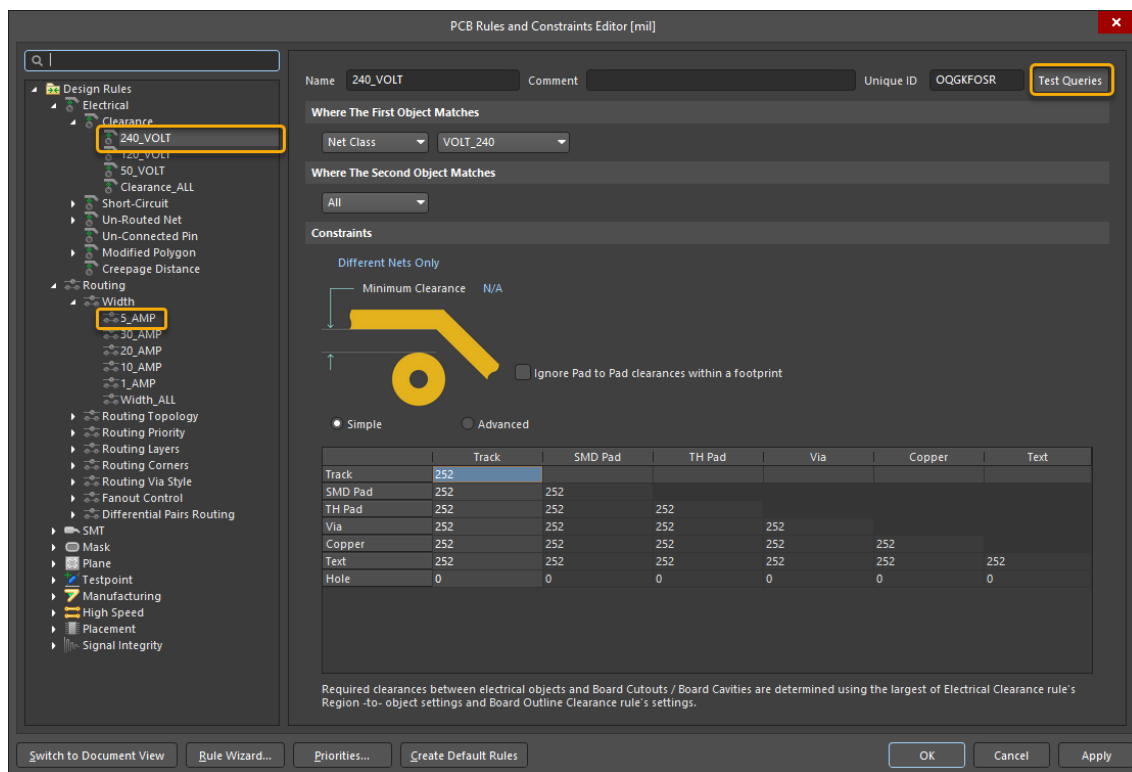 PCB Rules and Constraints Editor [mil]
Design Rules
Electrical
Clearance
240_VOLT
120_VOLT
50_VOLT
Clearance_ALL
Short-Circuit
Un-Routed Net
Un-Connected Pin
Modified Polygon
Creepage Distance
Routing
Width
5_AMP
30_AMP
20_AMP
10_AMP
1_AMP
Width_ALL
Routing Topology
Routing Priority
Routing Layers
Routing Corners
Routing Via Style
Fanout Control
Differential Pairs Routing
SMT
Mask
Plane
Testpoint
Manufacturing
High Speed
Placement
Signal Integrity
Name 240_VOLT Comment Unique ID OQGKFOSR Test Queries
Where The First Object Matches
Net Class VOLT_240
Where The Second Object Matches
All
Constraints
Different Nets Only
Minimum Clearance N/A
Ignore Pad to Pad clearances within a footprint
Simple Advanced
Track SMD Pad TH Pad Via Copper Text
Track 252
SMD Pad 252 252
TH Pad 252 252 252
Via 252 252 252 252
Copper 252 252 252 252 252
Text 252 252 252 252 252 252
Hole 0 0 0 0 0 0
Required clearances between electrical objects and Board Cutouts / Board Cavities are determined using the largest of Electrical Clearance rule's
Region -to- object settings and Board Outline Clearance rule's settings.
Switch to Document View Rule Wizard... Priorities... Create Default Rules OK Cancel Apply